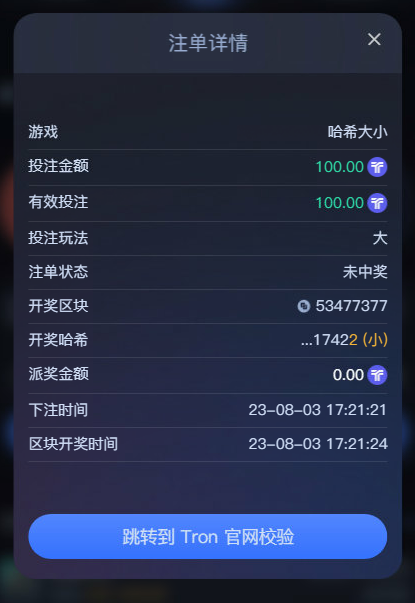 注单详情
游戏 哈希大小
投注金额 100.00
有效投注 100.00
投注玩法 大
注单状态 未中奖
开奖区块 53477377
开奖哈希 ...17422 (小)
派奖金额 0.00
下注时间 23-08-03 17:21:21
区块开奖时间 23-08-03 17:21:24
跳转到 Tron 官网校验